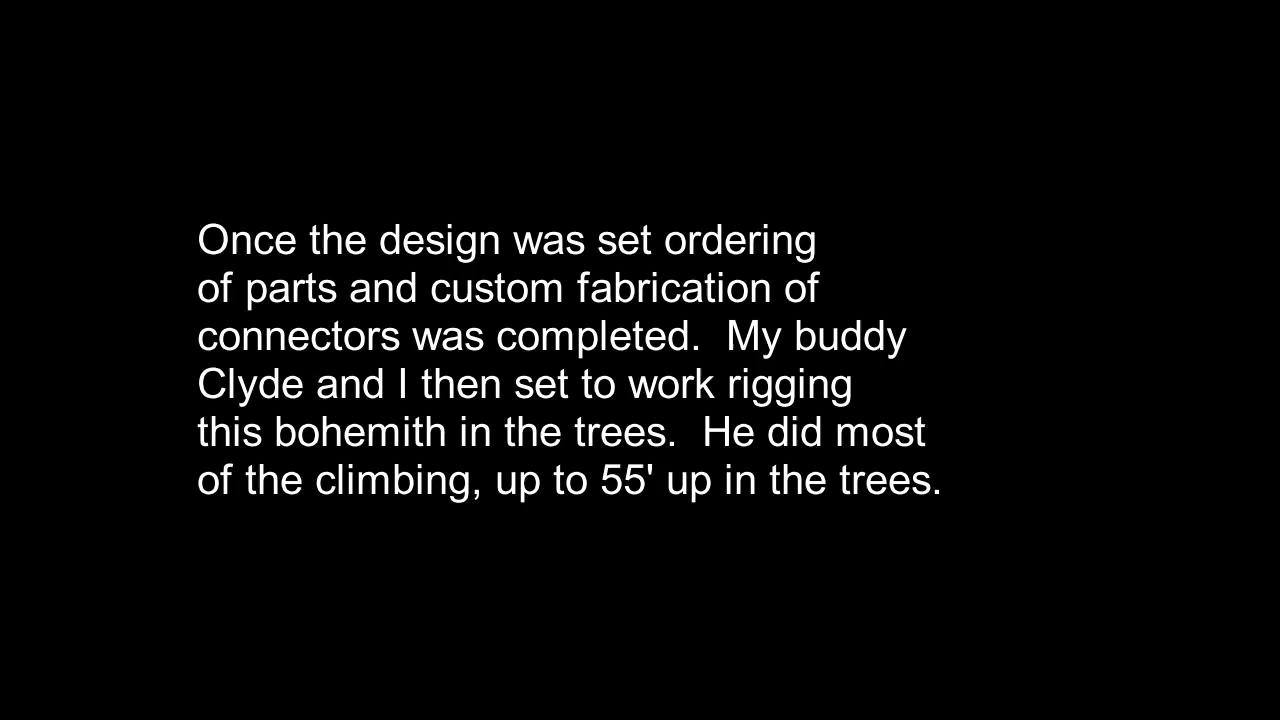 Once the design was set ordering
of parts and custom fabrication of
connectors was completed.  My buddy
Clyde and I then set to work rigging
this bohemith in the trees.  He did most
of the climbing, up to 55' up in the trees.